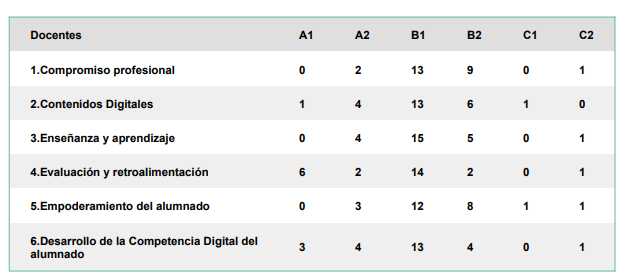 Docentes A1 A2 B1 B2 C1 C2
1.Compromiso profesional 0 2 13 9 0 1
2.Contenidos Digitales 1 4 13 6 1 0
3.Enseñanza y aprendizaje 0 4 15 5 0 1
4.Evaluación y retroalimentación 6 2 14 2 0 1
5.Empoderamiento del alumnado 0 3 12 8 1 1
6.Desarrollo de la Competencia Digital del
alumnado 3 4 13 4 0 1